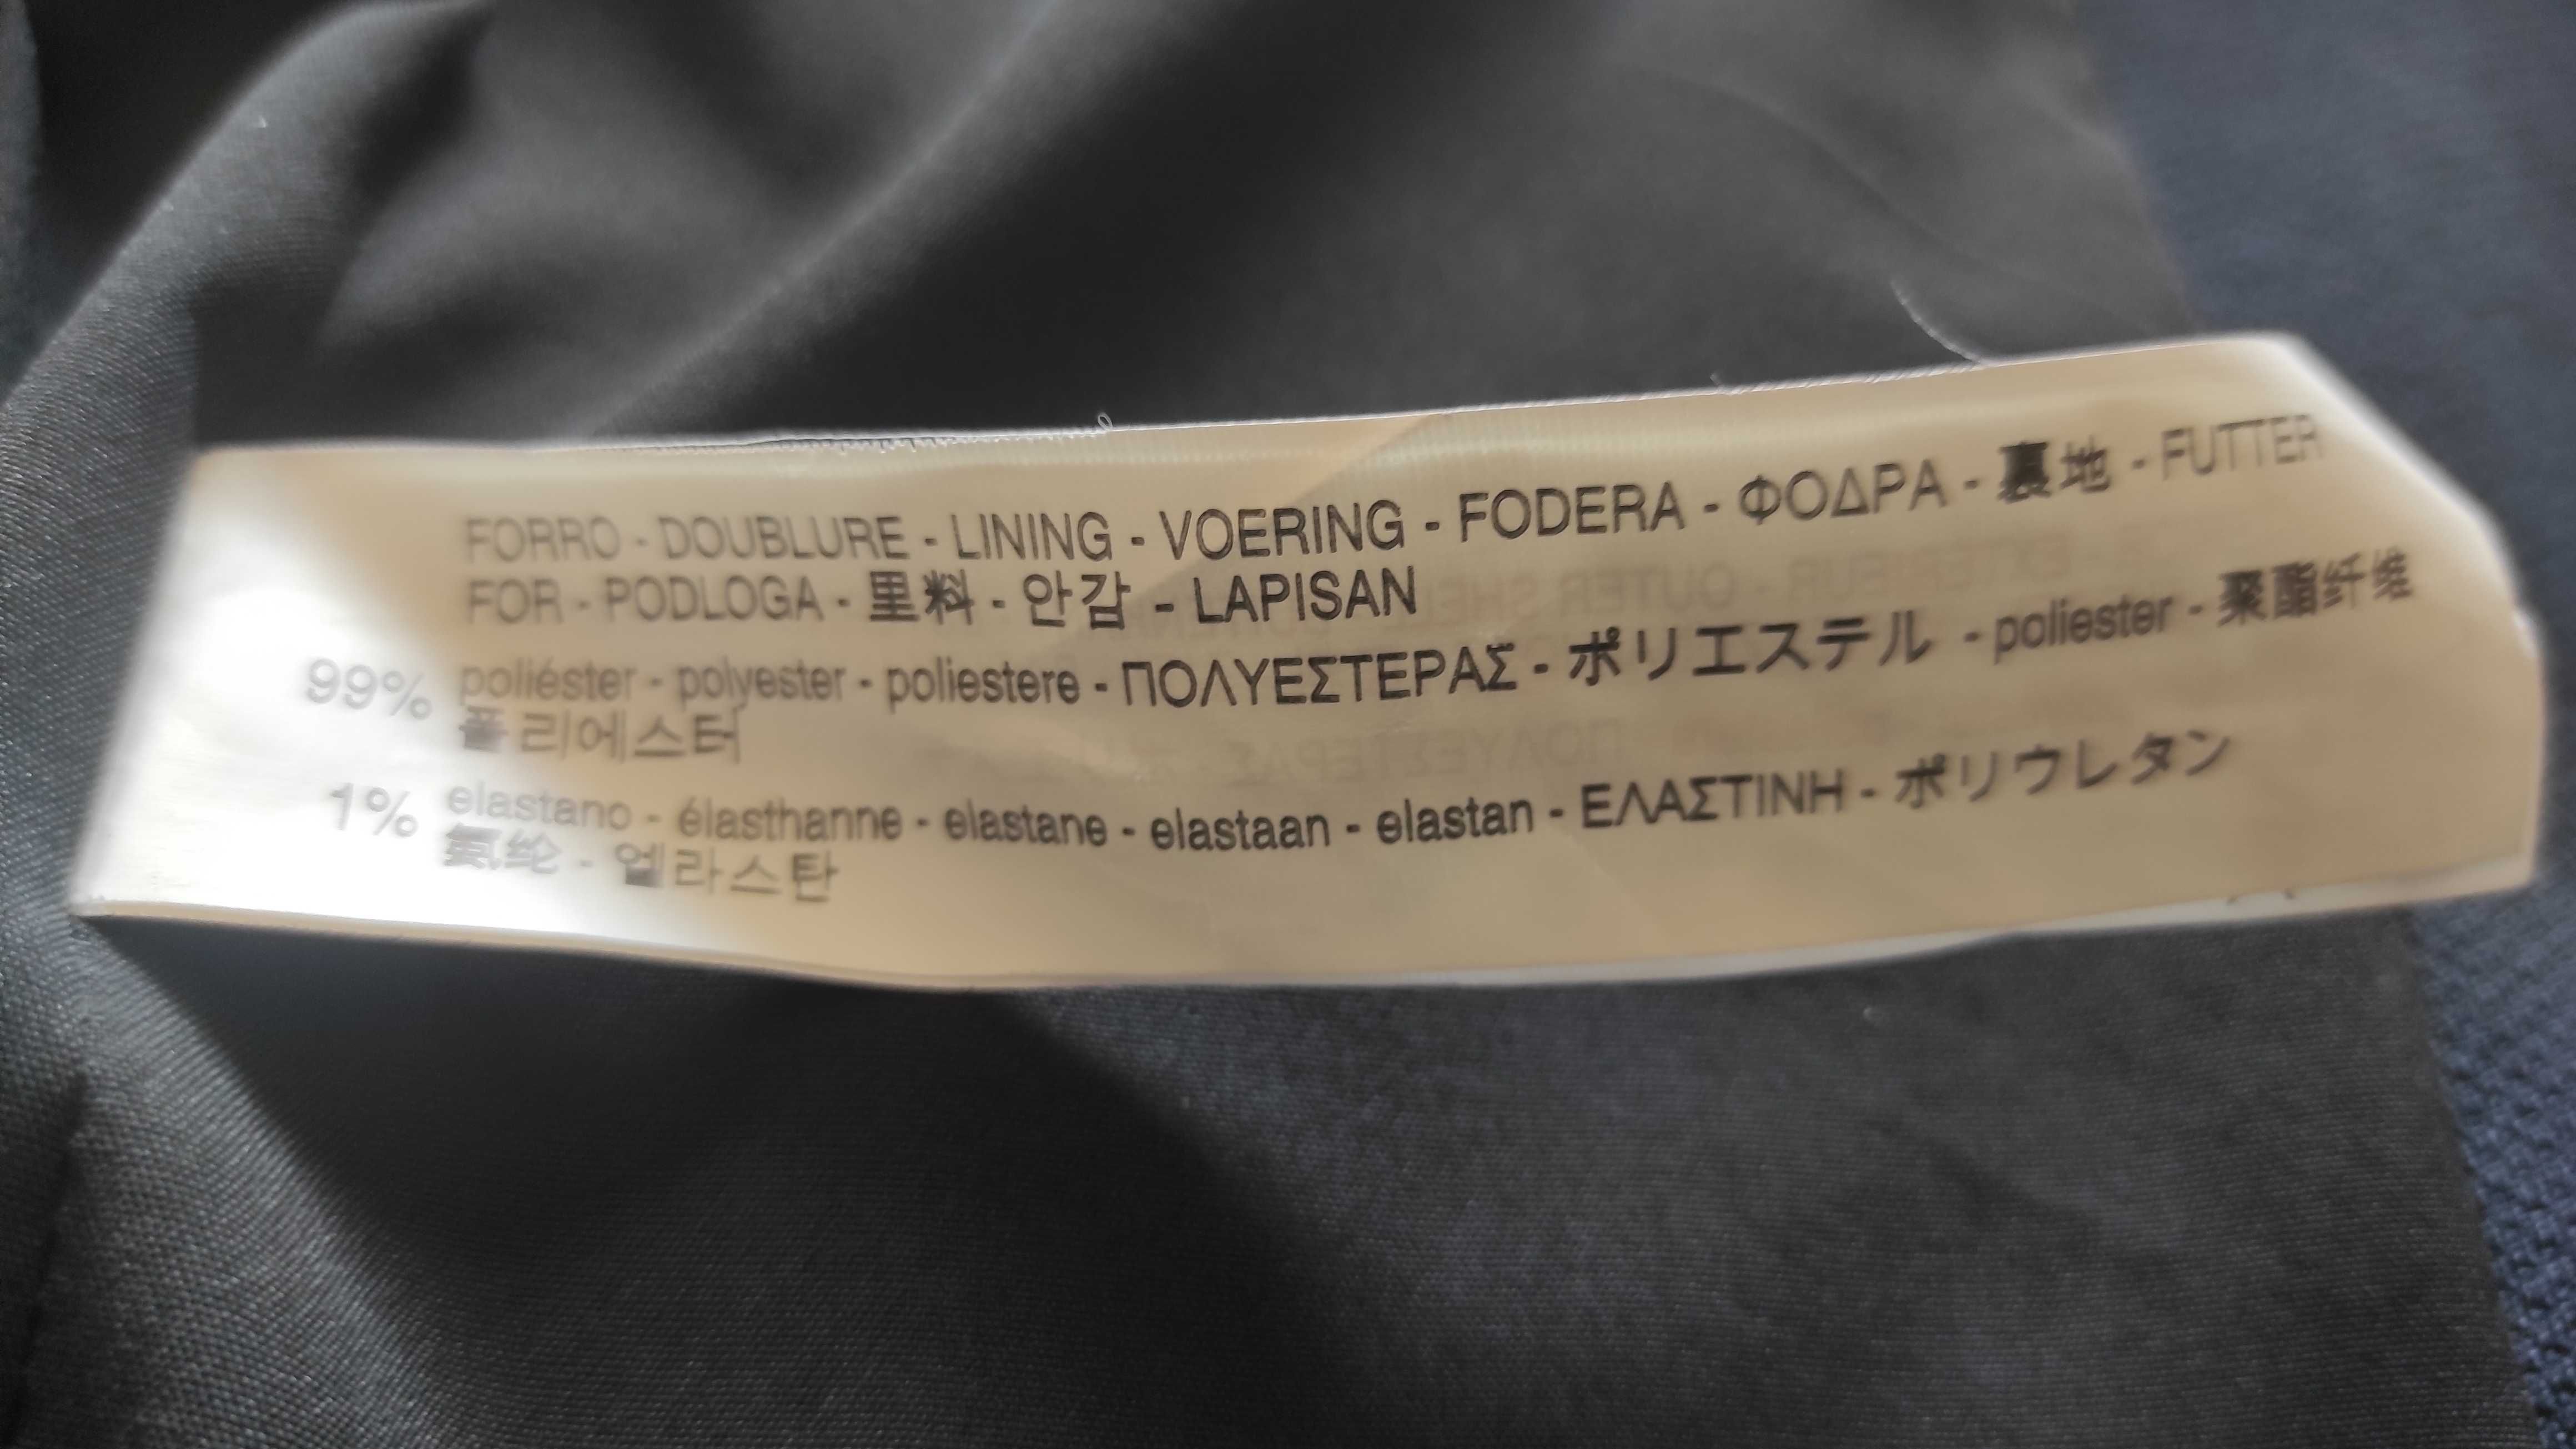 FORRO - DOUBLURE - LINING - VOERING - FODERA - ΦΟΔΡΑ - 裏地 - FUTTER
FOR - PODLOGA - 里料 - 안감 - LAPISAN
99% poliéster - polyester - poliestere - ΠΟΛΥΕΣΤΕΡΑΣ - ポリエステル - poliester - 聚酯纤维
폴리에스터
1% elastano - élasthanne - elastane - elastaan - elastan - ΕΛΑΣΤΙΝΗ - ポリウレタン
氨纶 - 엘라스탄